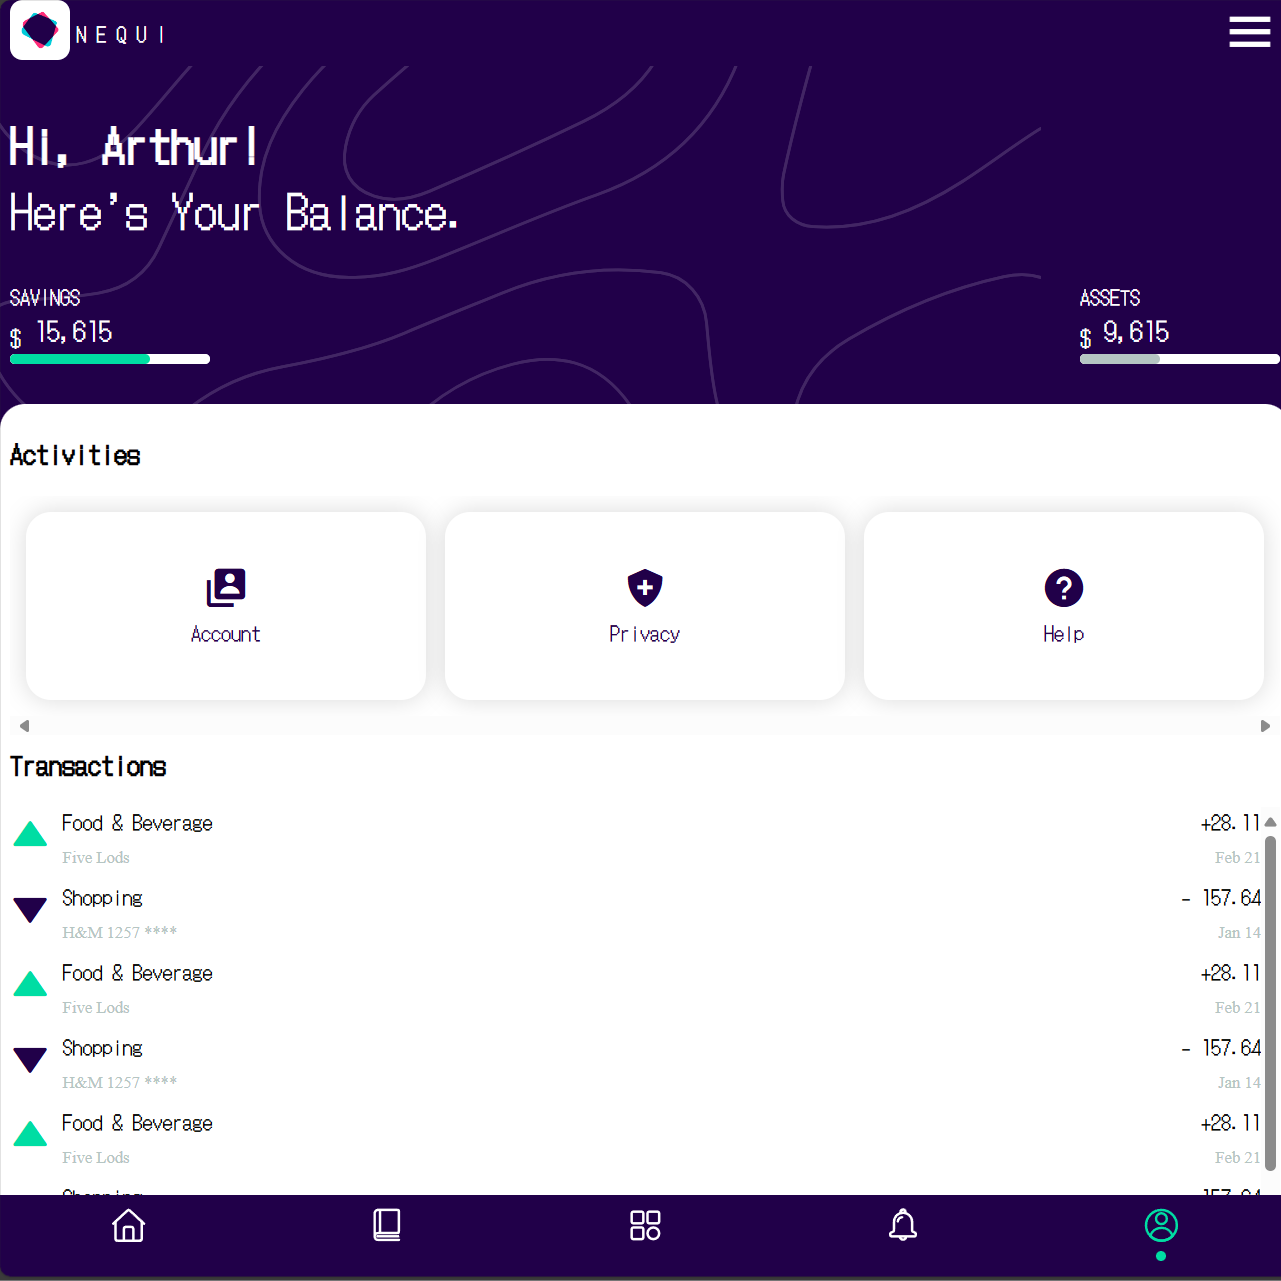 NEQUI
Hi, Arthur!
Here's Your Balance.
SAVINGS
$ 15,615
ASSETS
$ 9,615
Activities
Account
Privacy
Help
Transactions
Food & Beverage +28.11
Five Lods Feb 21
Shopping - 157.64
H&M 1257 **** Jan 14
Food & Beverage +28.11
Five Lods Feb 21
Shopping - 157.64
H&M 1257 **** Jan 14
Food & Beverage +28.11
Five Lods Feb 21